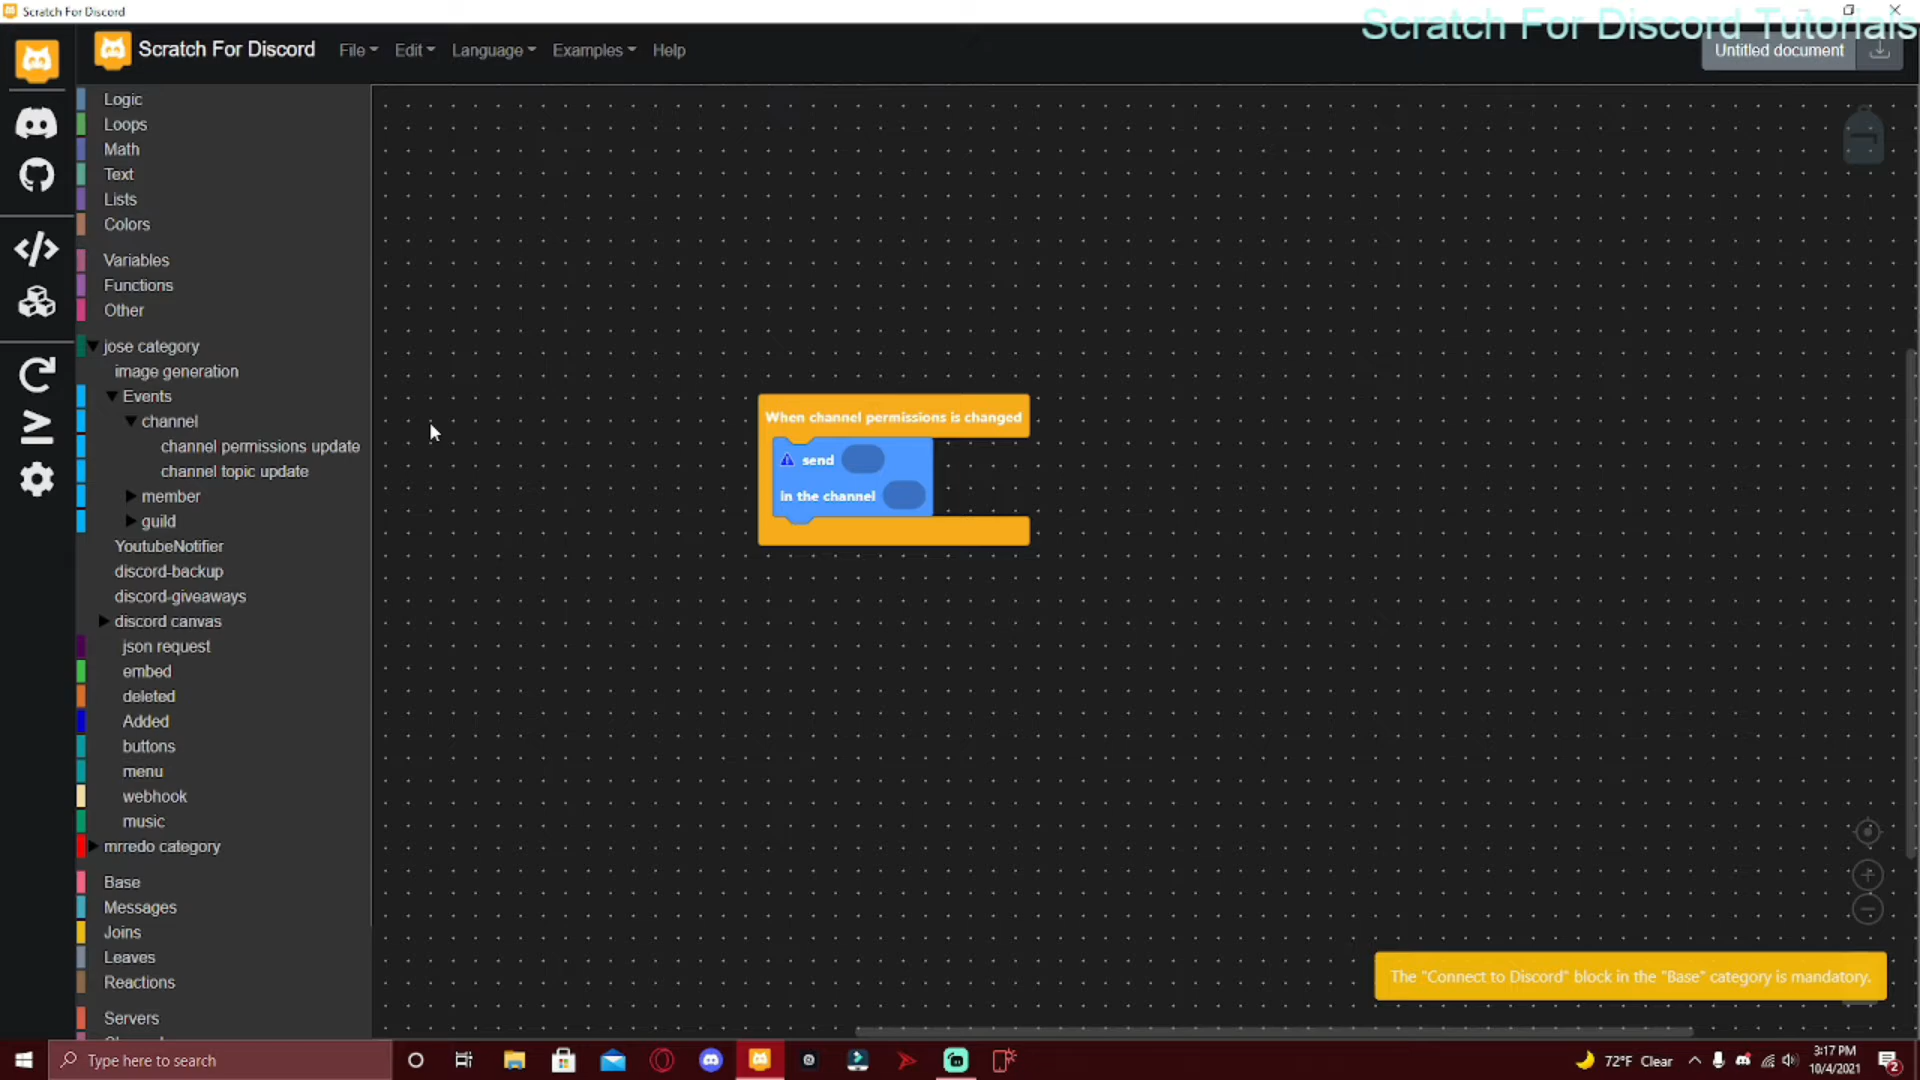 Scratch For Discord
Scratch For Discord Tutorials
Scratch For Discord
File
Edit
Language
Examples
Help
Untitled document
Logic
Loops
Math
Text
Lists
Colors
Variables
Functions
Other
jose category
image generation
Events
channel
channel permissions update
channel topic update
member
guild
YoutubeNotifier
discord-backup
discord-giveaways
discord canvas
json request
embed
deleted
Added
buttons
menu
webhook
music
mrredo category
Base
Messages
Joins
Leaves
Reactions
Servers
When channel permissions is changed
send
In the channel
The "Connect to Discord" block in the "Base" category is mandatory.
Type here to search
72°F Clear
3:17 PM
10/4/2021
2